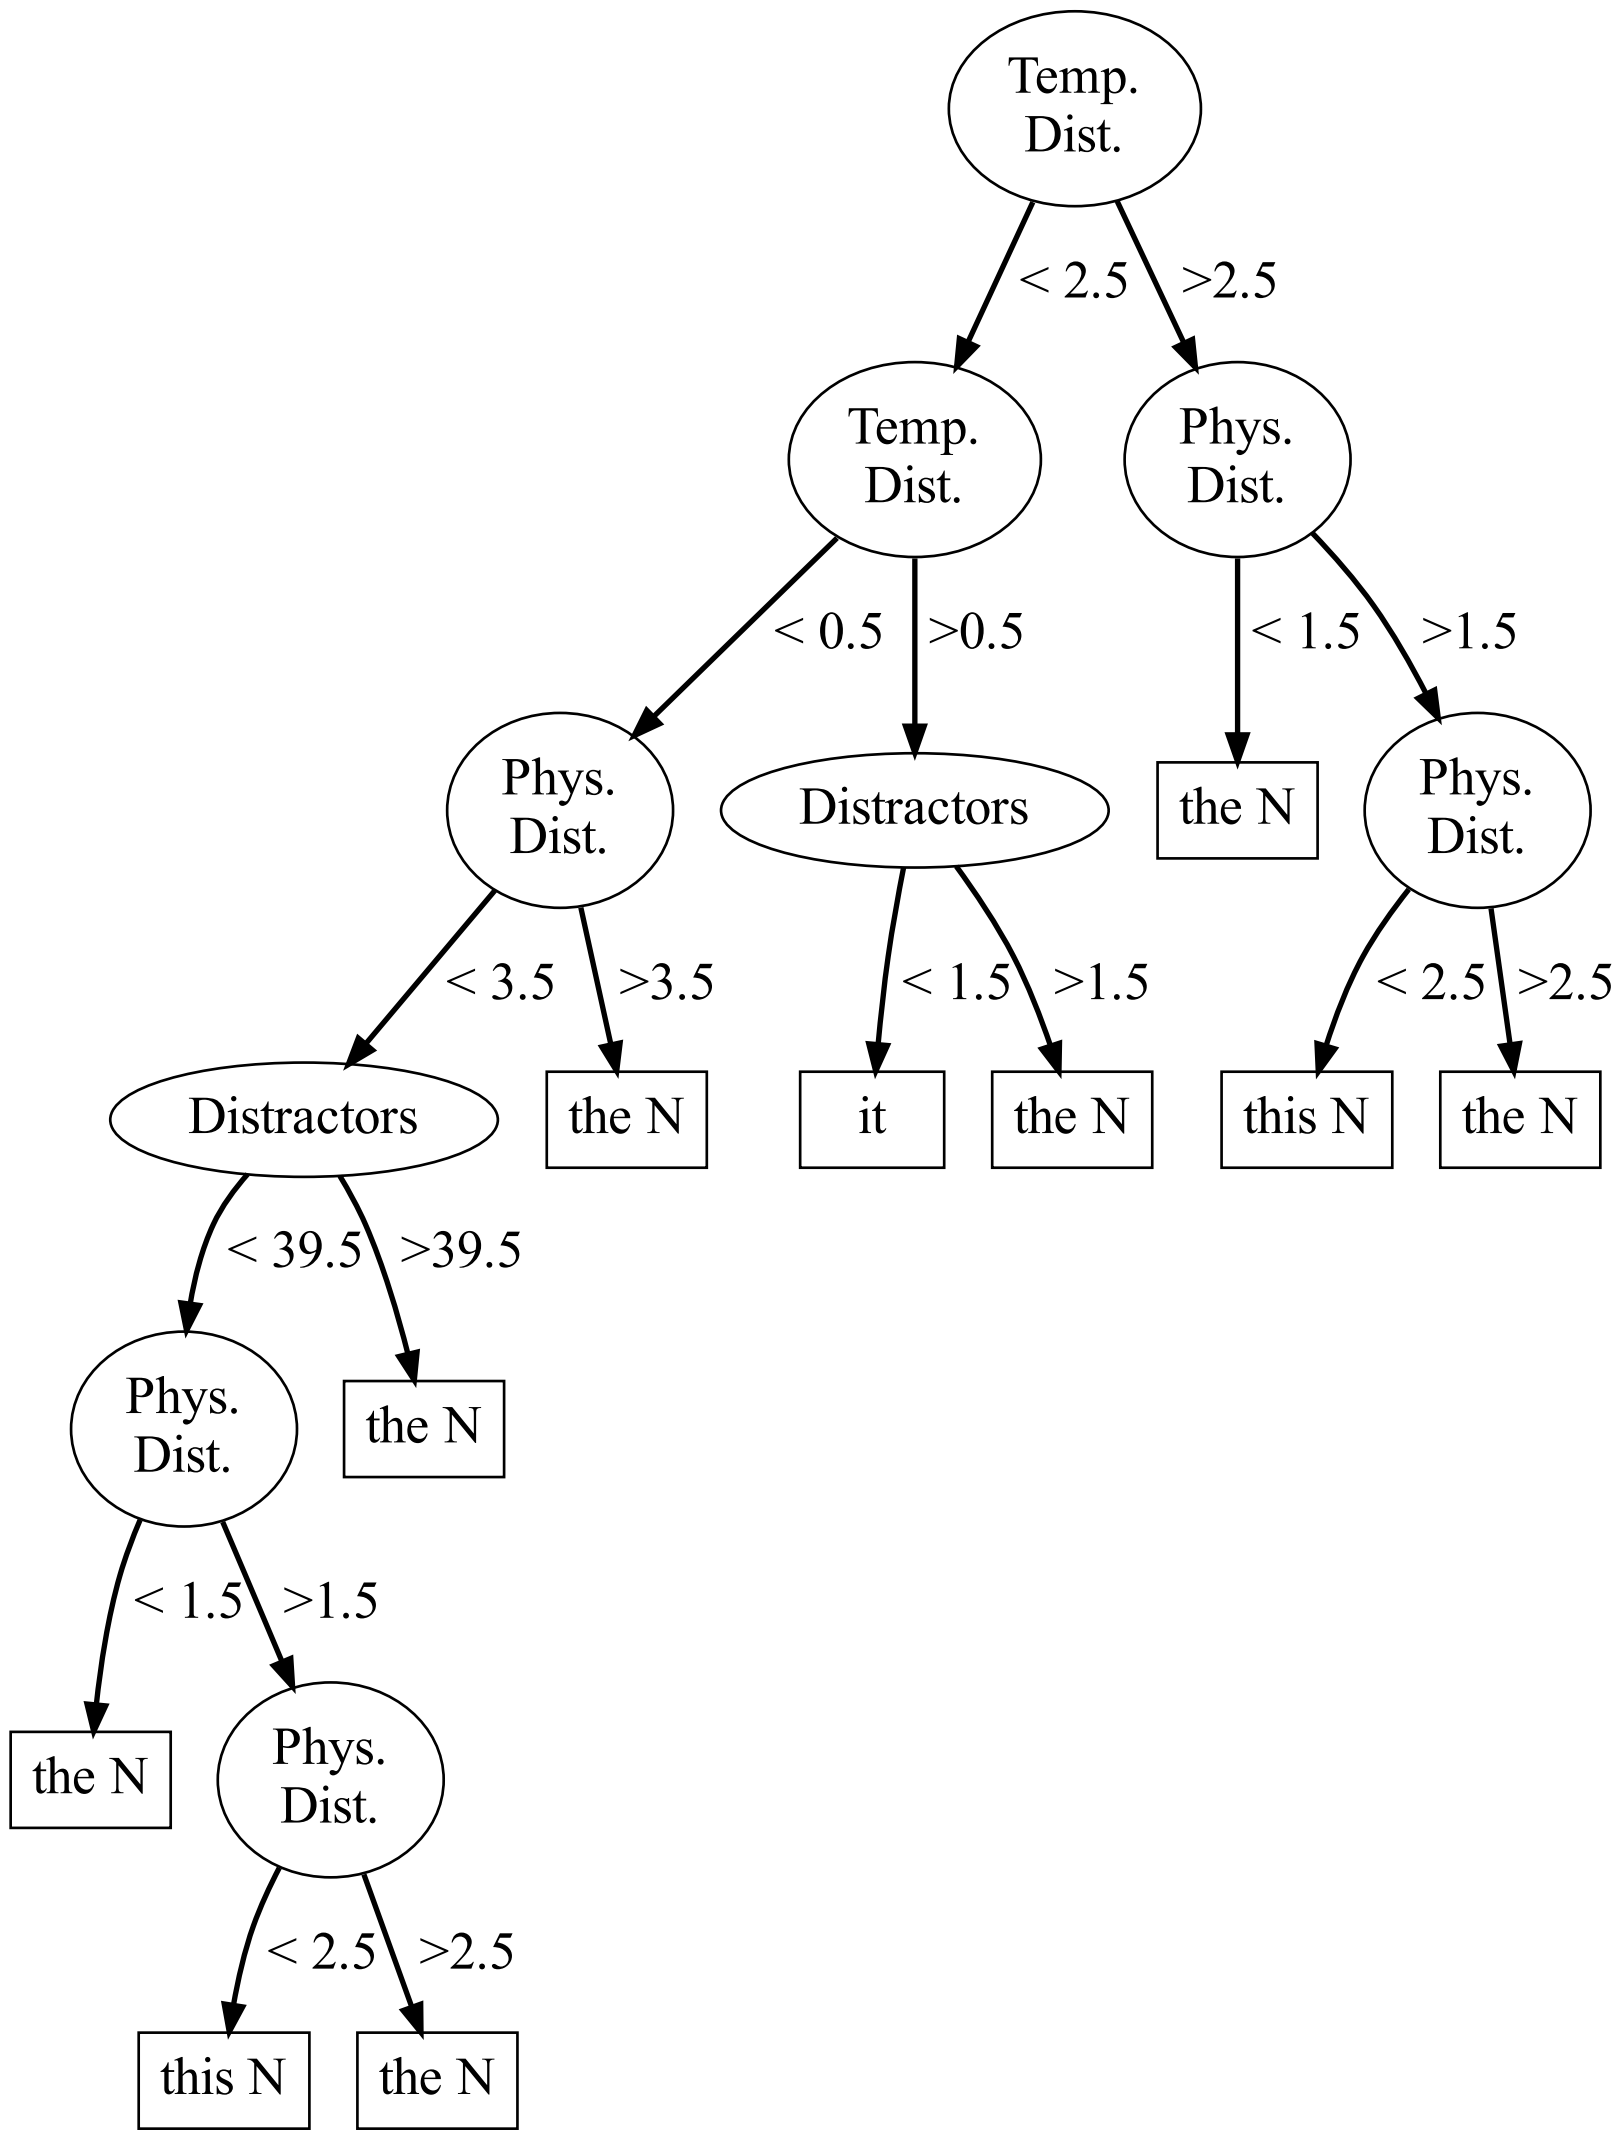 Temp.
Dist.
< 2.5
>2.5
Temp.
Dist.
Phys.
Dist.
< 0.5
>0.5
< 1.5
>1.5
Phys.
Dist.
Distractors
the N
Phys.
Dist.
< 3.5
>3.5
< 1.5
>1.5
< 2.5
>2.5
Distractors
the N
it
the N
this N
the N
< 39.5
>39.5
Phys.
Dist.
the N
< 1.5
>1.5
the N
Phys.
Dist.
< 2.5
>2.5
this N
the N